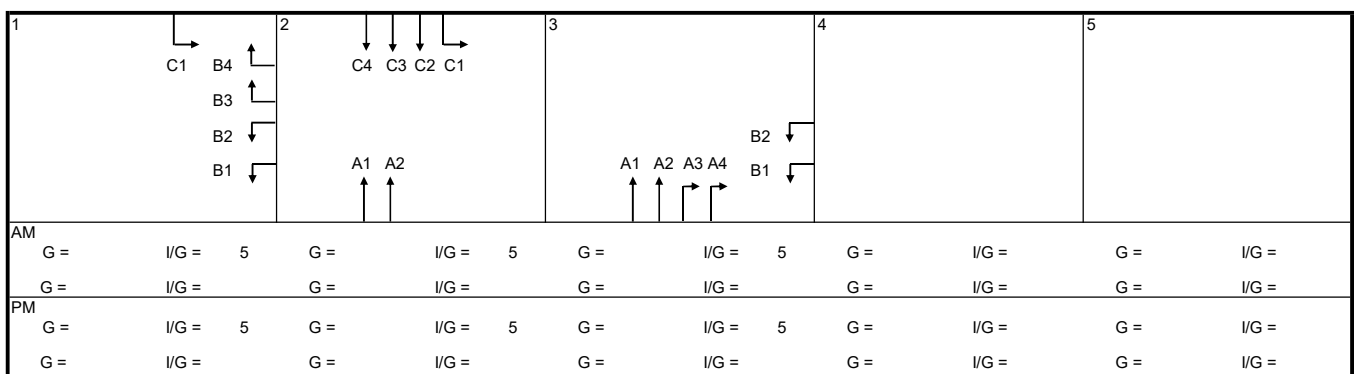 1 2 3 4 5
C1 B4 C4 C3 C2 C1
B3
B2 B2
A1 A2 A1 A2 A3 A4
B1 B1
AM
G = I/G = 5 G = I/G = 5 G = I/G = 5 G = I/G = G = I/G =
G = I/G = G = I/G = G = I/G = G = I/G = G = I/G =
PM
G = I/G = 5 G = I/G = 5 G = I/G = 5 G = I/G = G = I/G =
G = I/G = G = I/G = G = I/G = G = I/G = G = I/G =